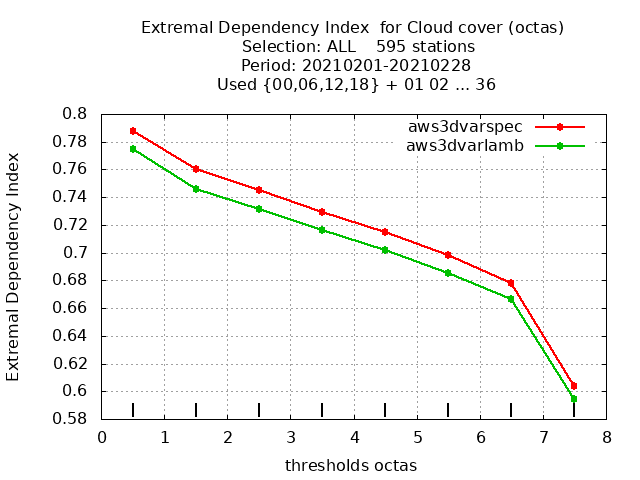 Extremal Dependency Index  for Cloud cover (octas)
Selection: ALL    595 stations
Period: 20210201-20210228
Used {00,06,12,18} + 01 02 ... 36
aws3dvarspec
aws3dvarlamb
Extremal Dependency Index
0.8
0.78
0.76
0.74
0.72
0.7
0.68
0.66
0.64
0.62
0.6
0.58
0 1 2 3 4 5 6 7 8
thresholds octas